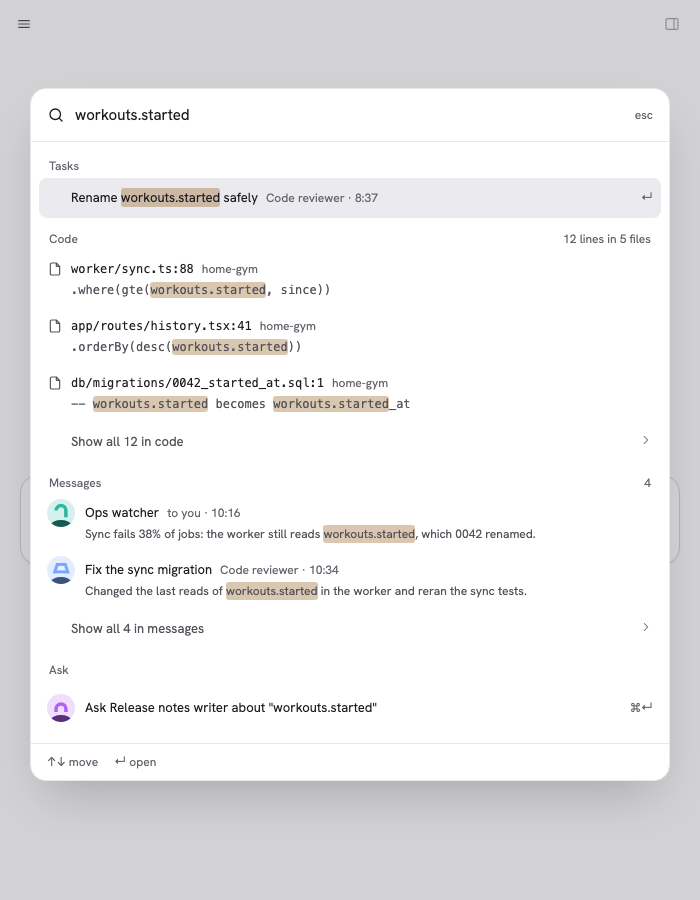 workouts.started
esc
Tasks
Rename workouts.started safely Code reviewer · 8:37 ↵
Code 12 lines in 5 files
worker/sync.ts:88 home-gym
.where(gte(workouts.started, since))
app/routes/history.tsx:41 home-gym
.orderBy(desc(workouts.started))
db/migrations/0042_started_at.sql:1 home-gym
-- workouts.started becomes workouts.started_at
Show all 12 in code
Messages 4
Ops watcher to you · 10:16
Sync fails 38% of jobs: the worker still reads workouts.started, which 0042 renamed.
Fix the sync migration Code reviewer · 10:34
Changed the last reads of workouts.started in the worker and reran the sync tests.
Show all 4 in messages
Ask
Ask Release notes writer about "workouts.started" ⌘↵
↑↓ move ↵ open